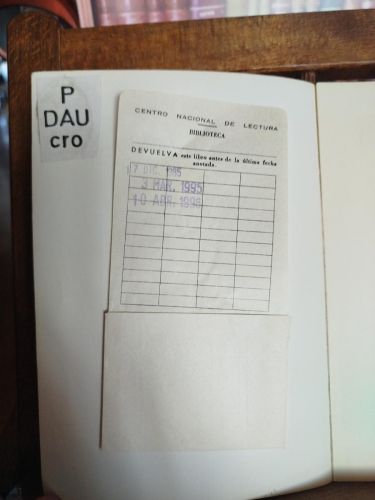 P
DAU
cro
CENTRO NACIONAL DE LECTURA
BIBLIOTECA
DEVUELVA este libro antes de la última fecha
anotada.
3 MAR. 1995
10 ABR. 1996